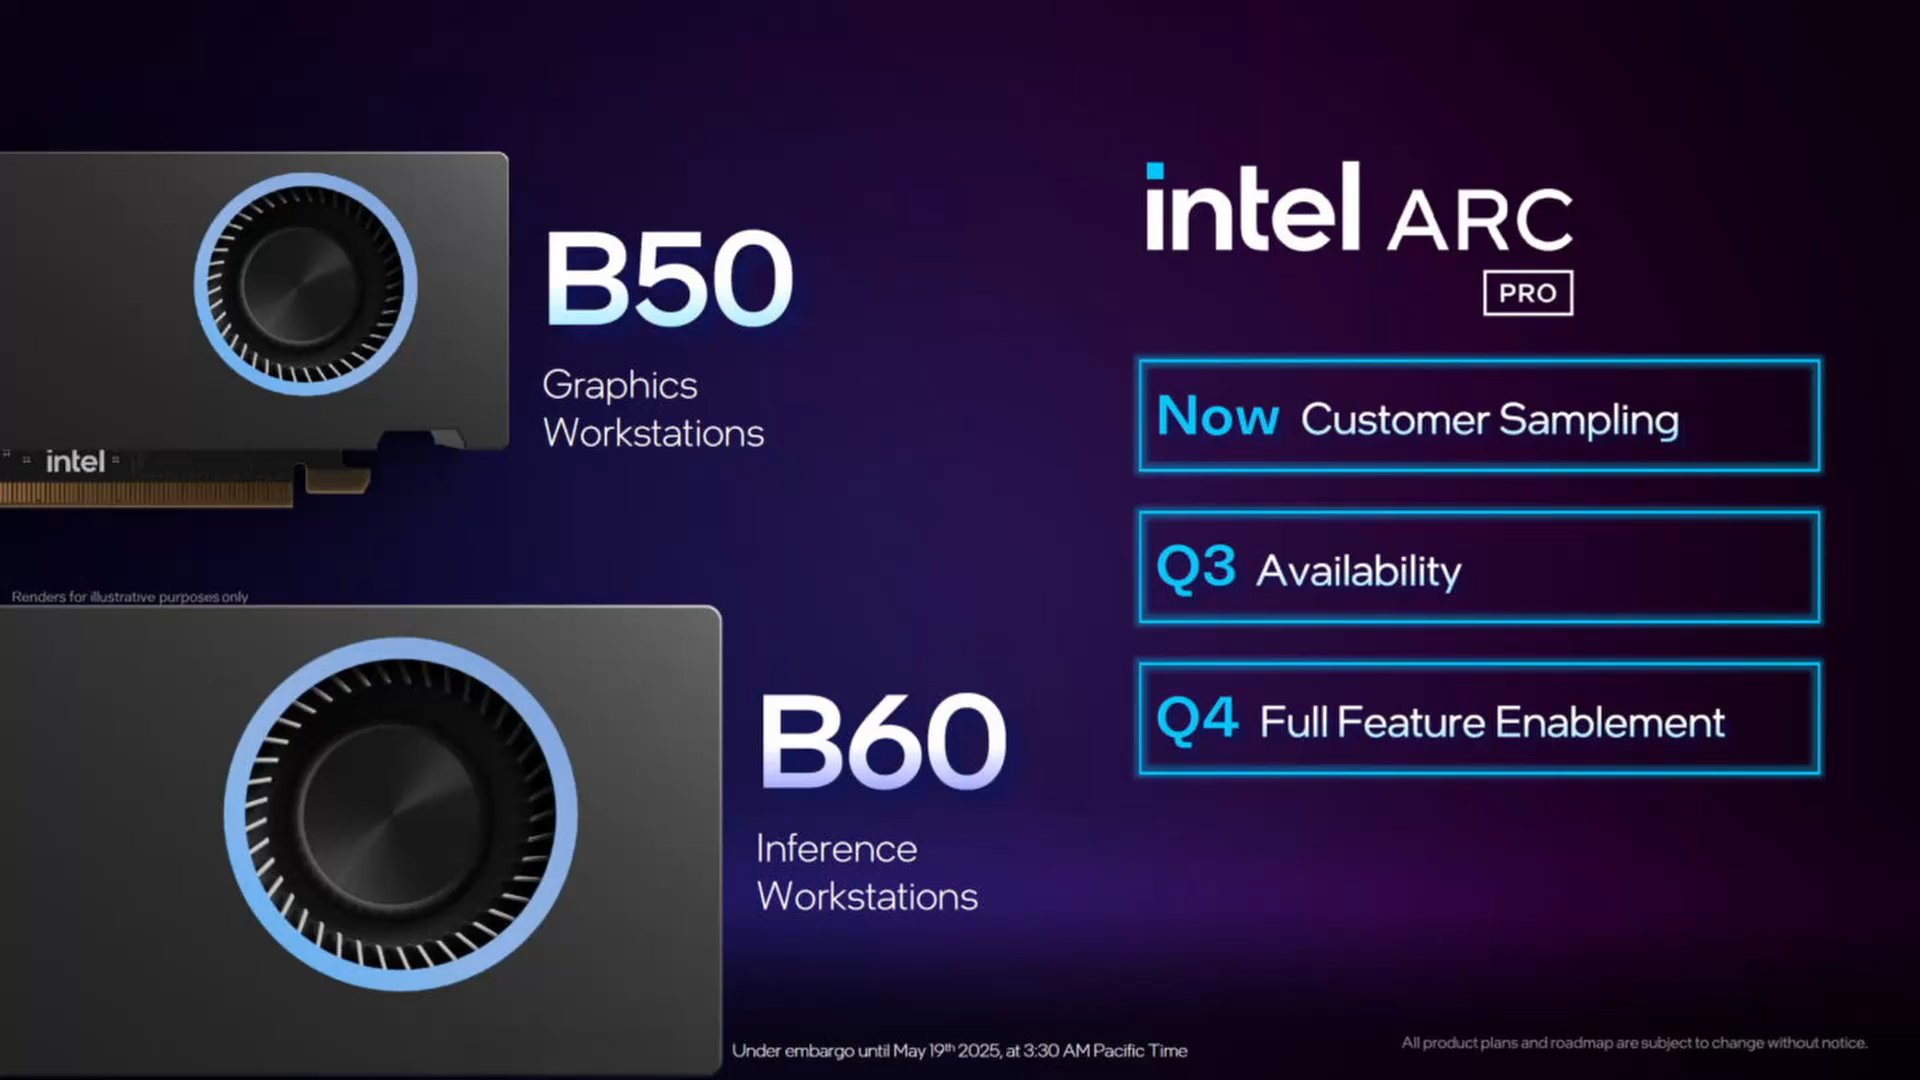 B50
Graphics
Workstations
intel
Renders for illustrative purposes only
B60
Inference
Workstations
intel ARC
PRO
Now Customer Sampling
Q3 Availability
Q4 Full Feature Enablement
Under embargo until May 19th 2025, at 3:30 AM Pacific Time
All product plans and roadmap are subject to change without notice.